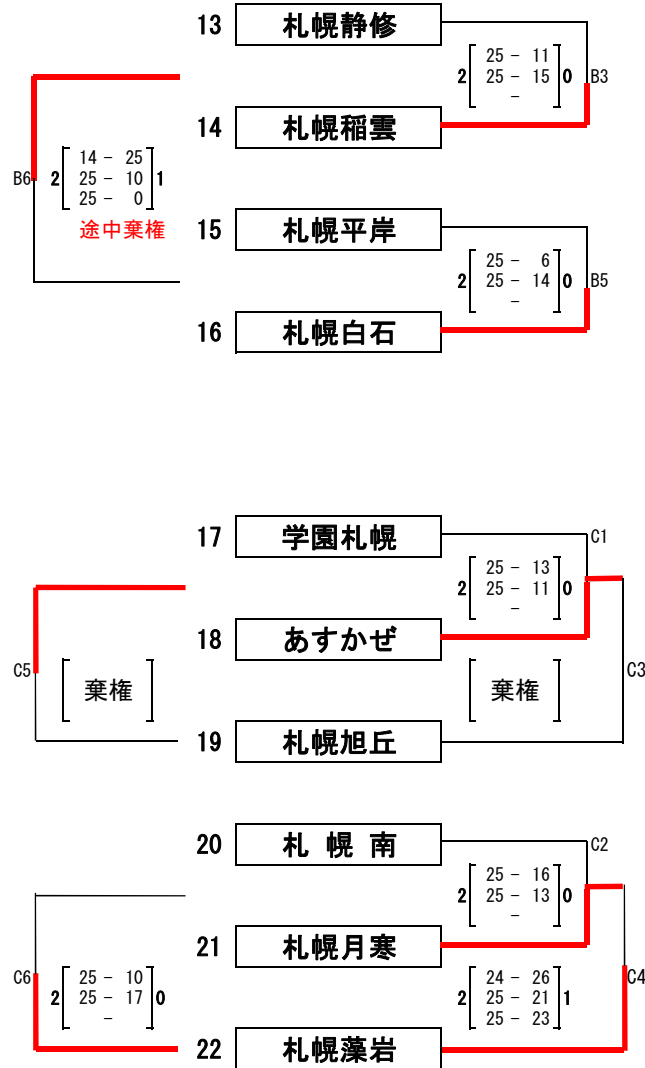 13 札幌静修
25 - 11
2 25 - 15 0 B3
-
14 札幌稲雲
14 - 25
B6 2 25 - 10 1
25 - 0
途中棄権
15 札幌平岸
25 - 6
2 25 - 14 0 B5
-
16 札幌白石
17 学園札幌 C1
25 - 13
2 25 - 11 0
-
18 あすかぜ
C5 棄権
棄権 C3
19 札幌旭丘
20 札 幌 南 C2
25 - 16
2 25 - 13 0
-
21 札幌月寒
C6
25 - 10
2 25 - 17 0
-
24 - 26 C4
2 25 - 21 1
25 - 23
22 札幌藻岩